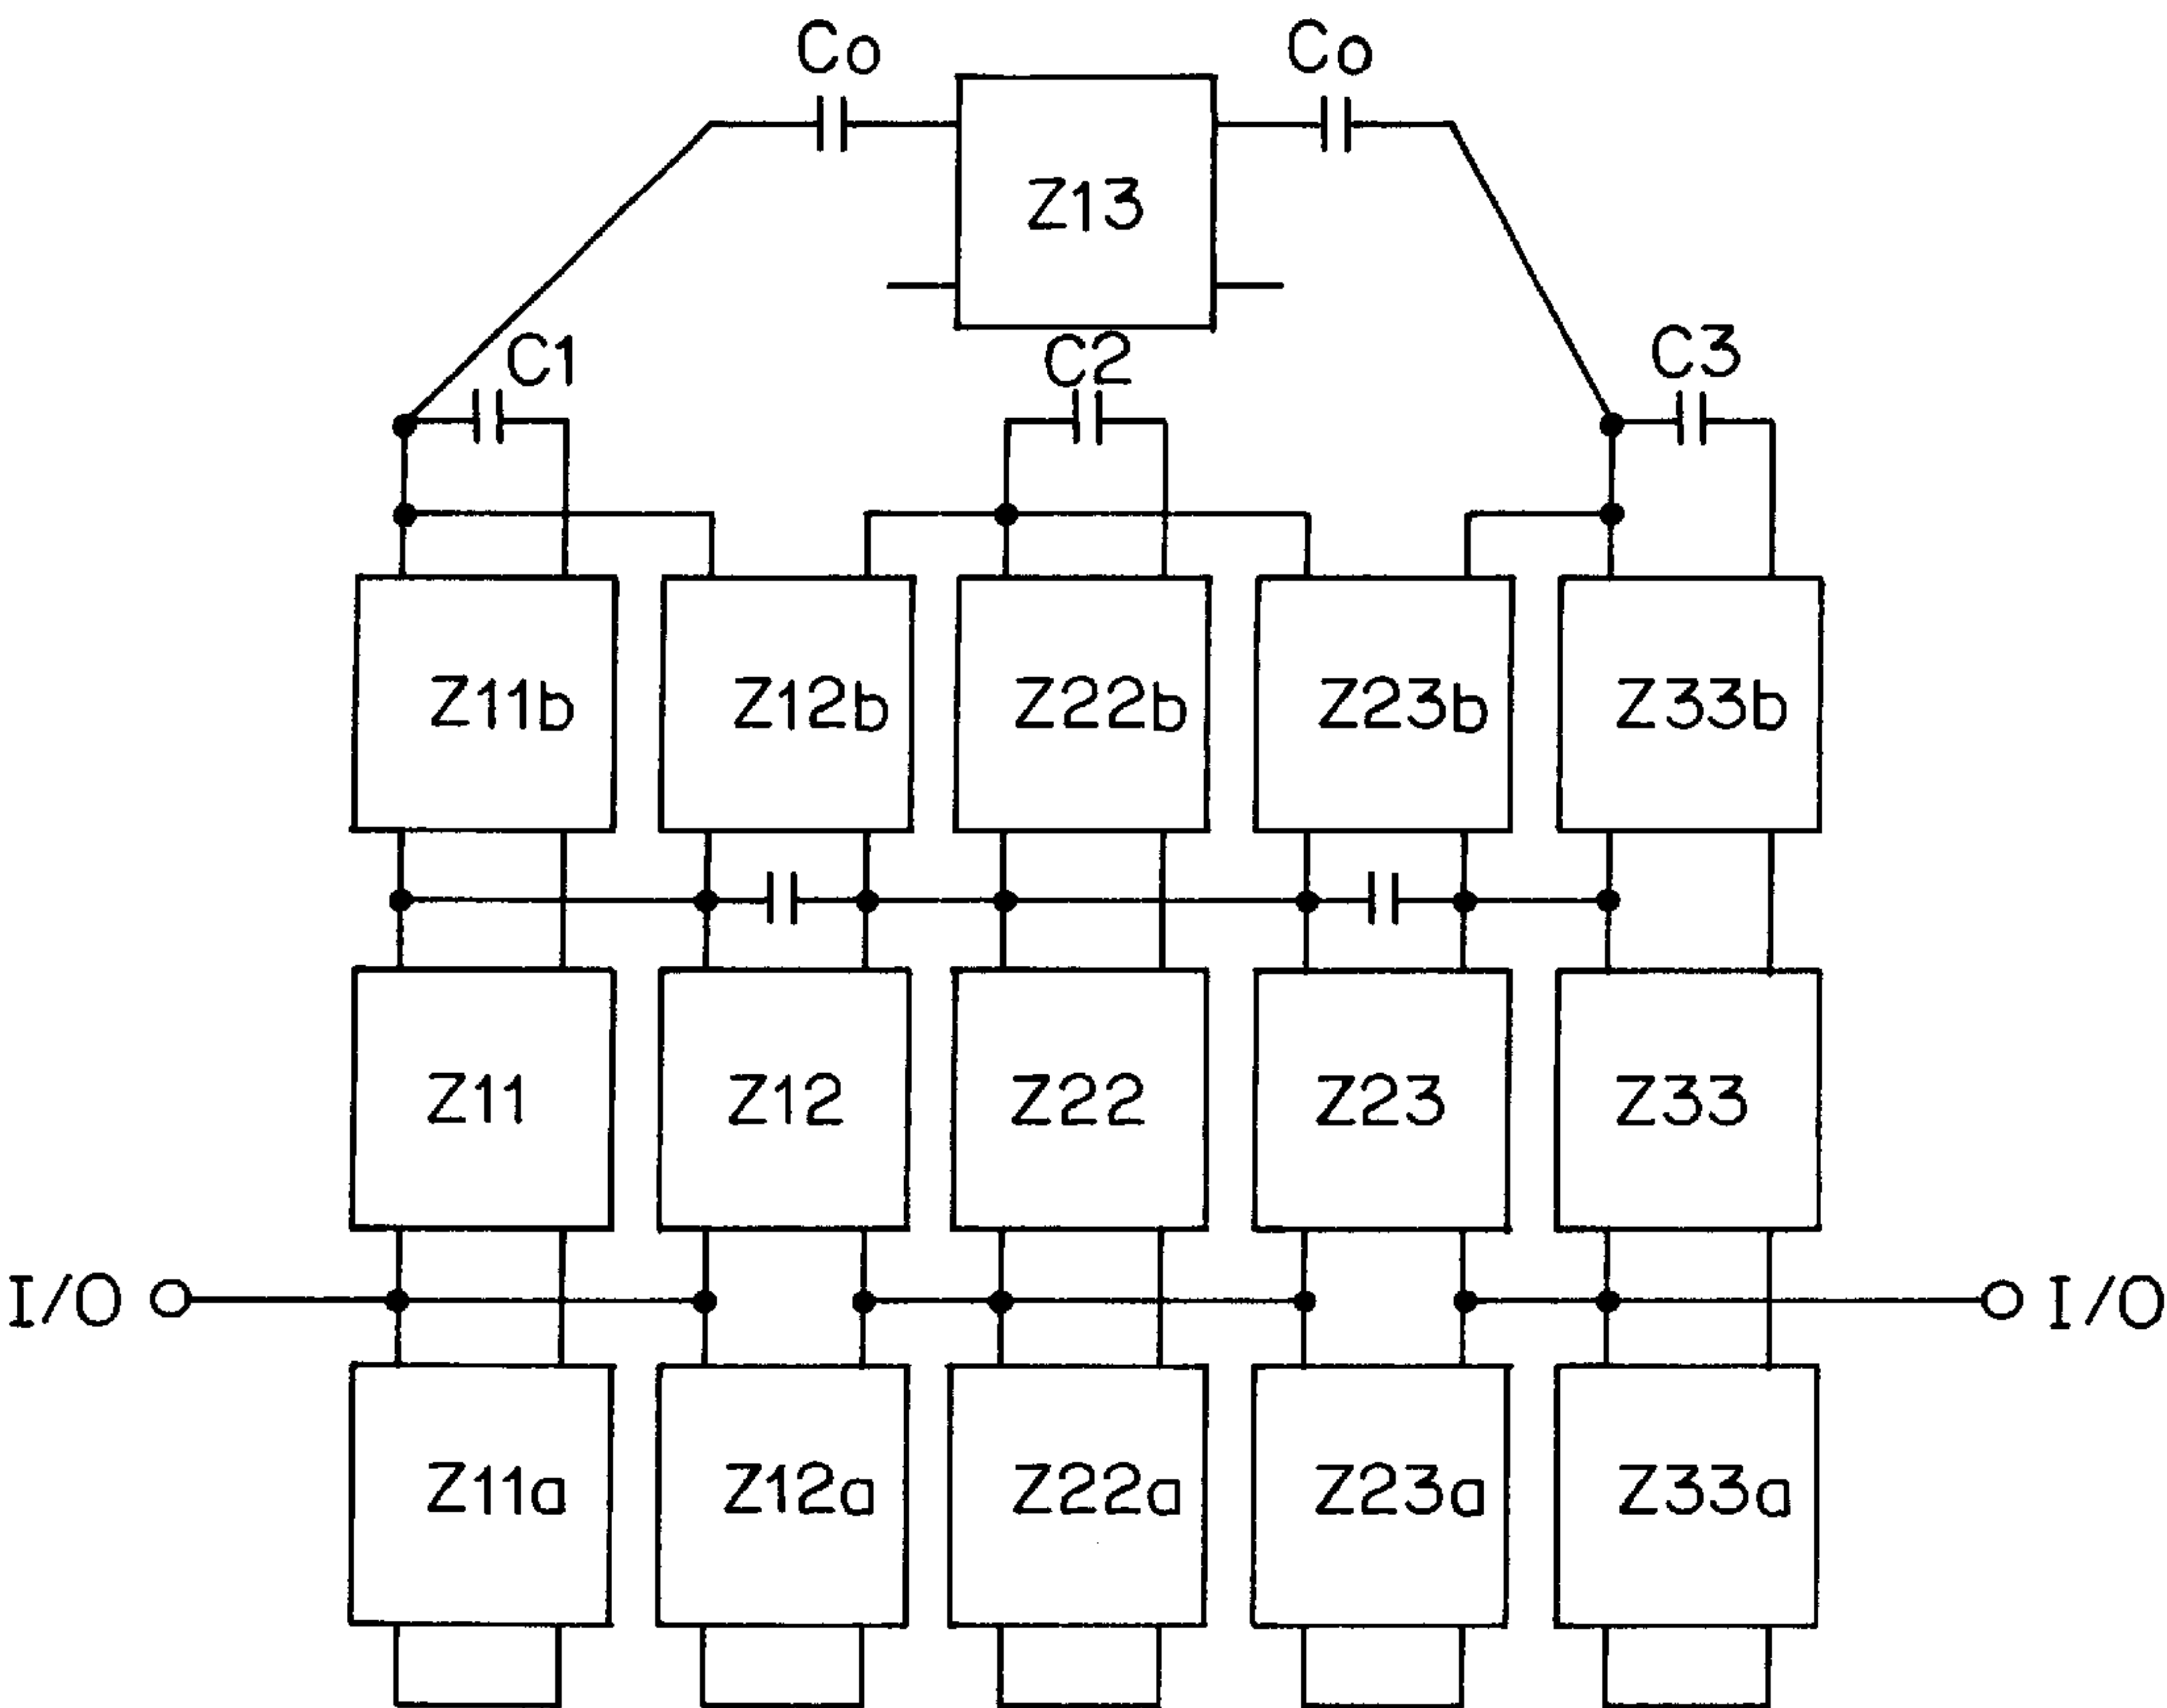 Co Co
Z13
C1 C2 C3
Z11b Z12b Z22b Z23b Z33b
Z11 Z12 Z22 Z23 Z33
I/O I/O
Z11a Z12a Z22a Z23a Z33a